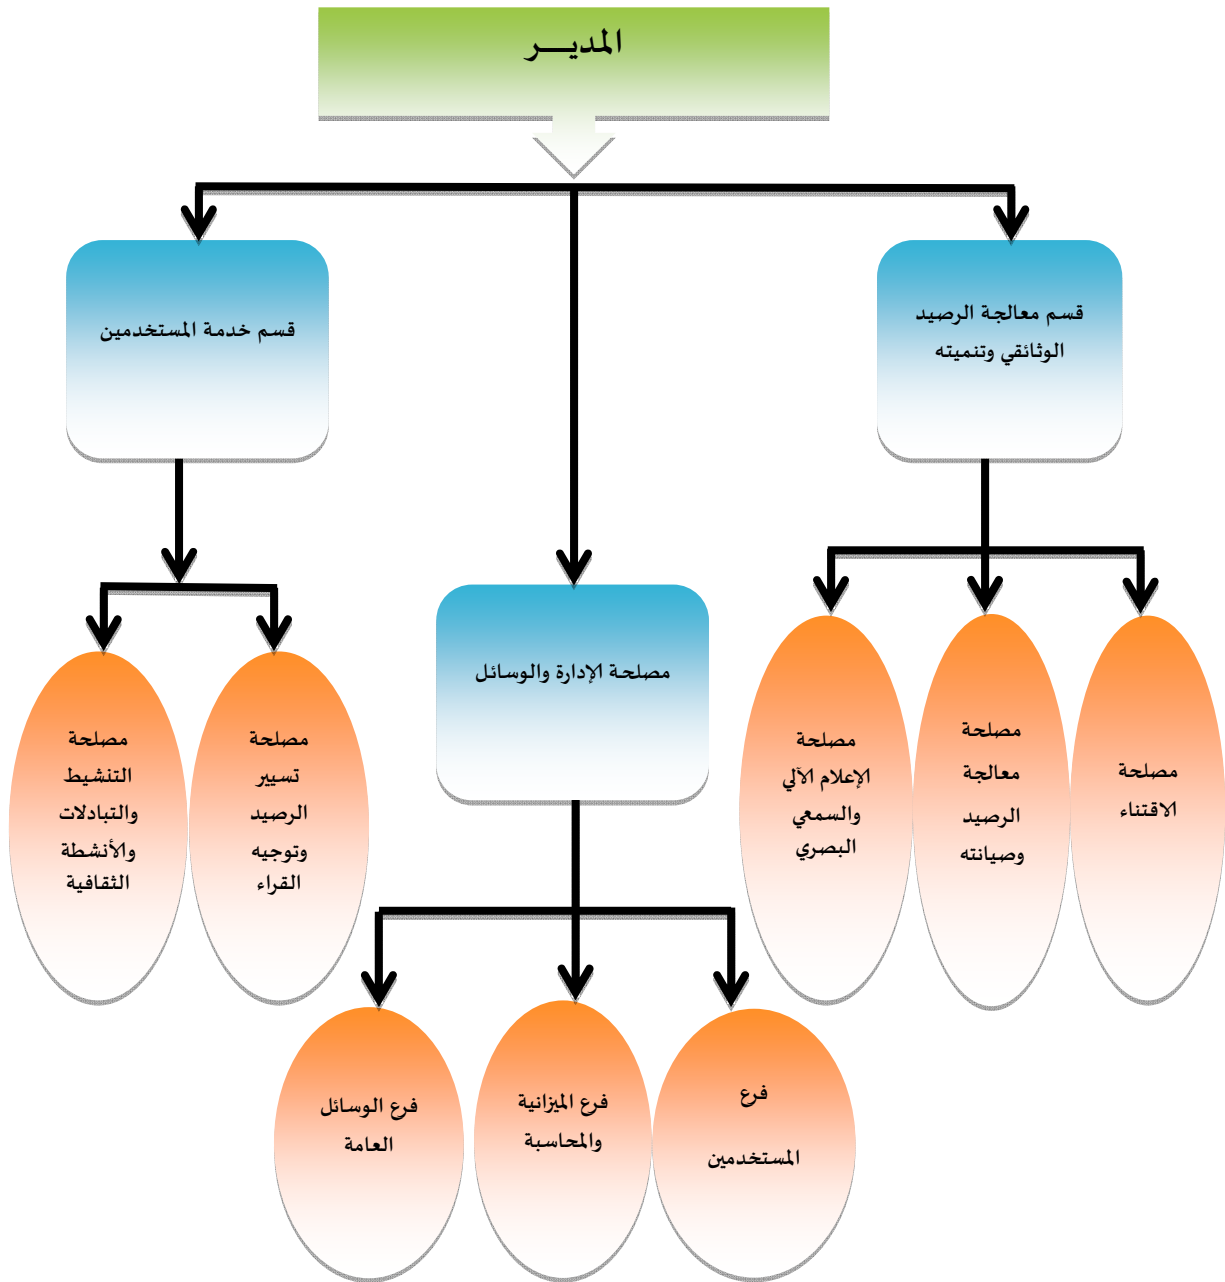 المديـــر
قسم معالجة الرصيد
الوثائقي وتنميته
قسم خدمة المستخدمين
مصلحة الإدارة والوسائل
مصلحة
الاقتناء
مصلحة
معالجة
الرصيد
وصيانته
مصلحة
الإعلام الآلي
والسمعي
البصري
مصلحة
تسيير
الرصيد
وتوجيه
القراء
مصلحة
التنشيط
والتبادلات
والأنشطة
الثقافية
فرع
المستخدمين
فرع الميزانية
والمحاسبة
فرع الوسائل
العامة